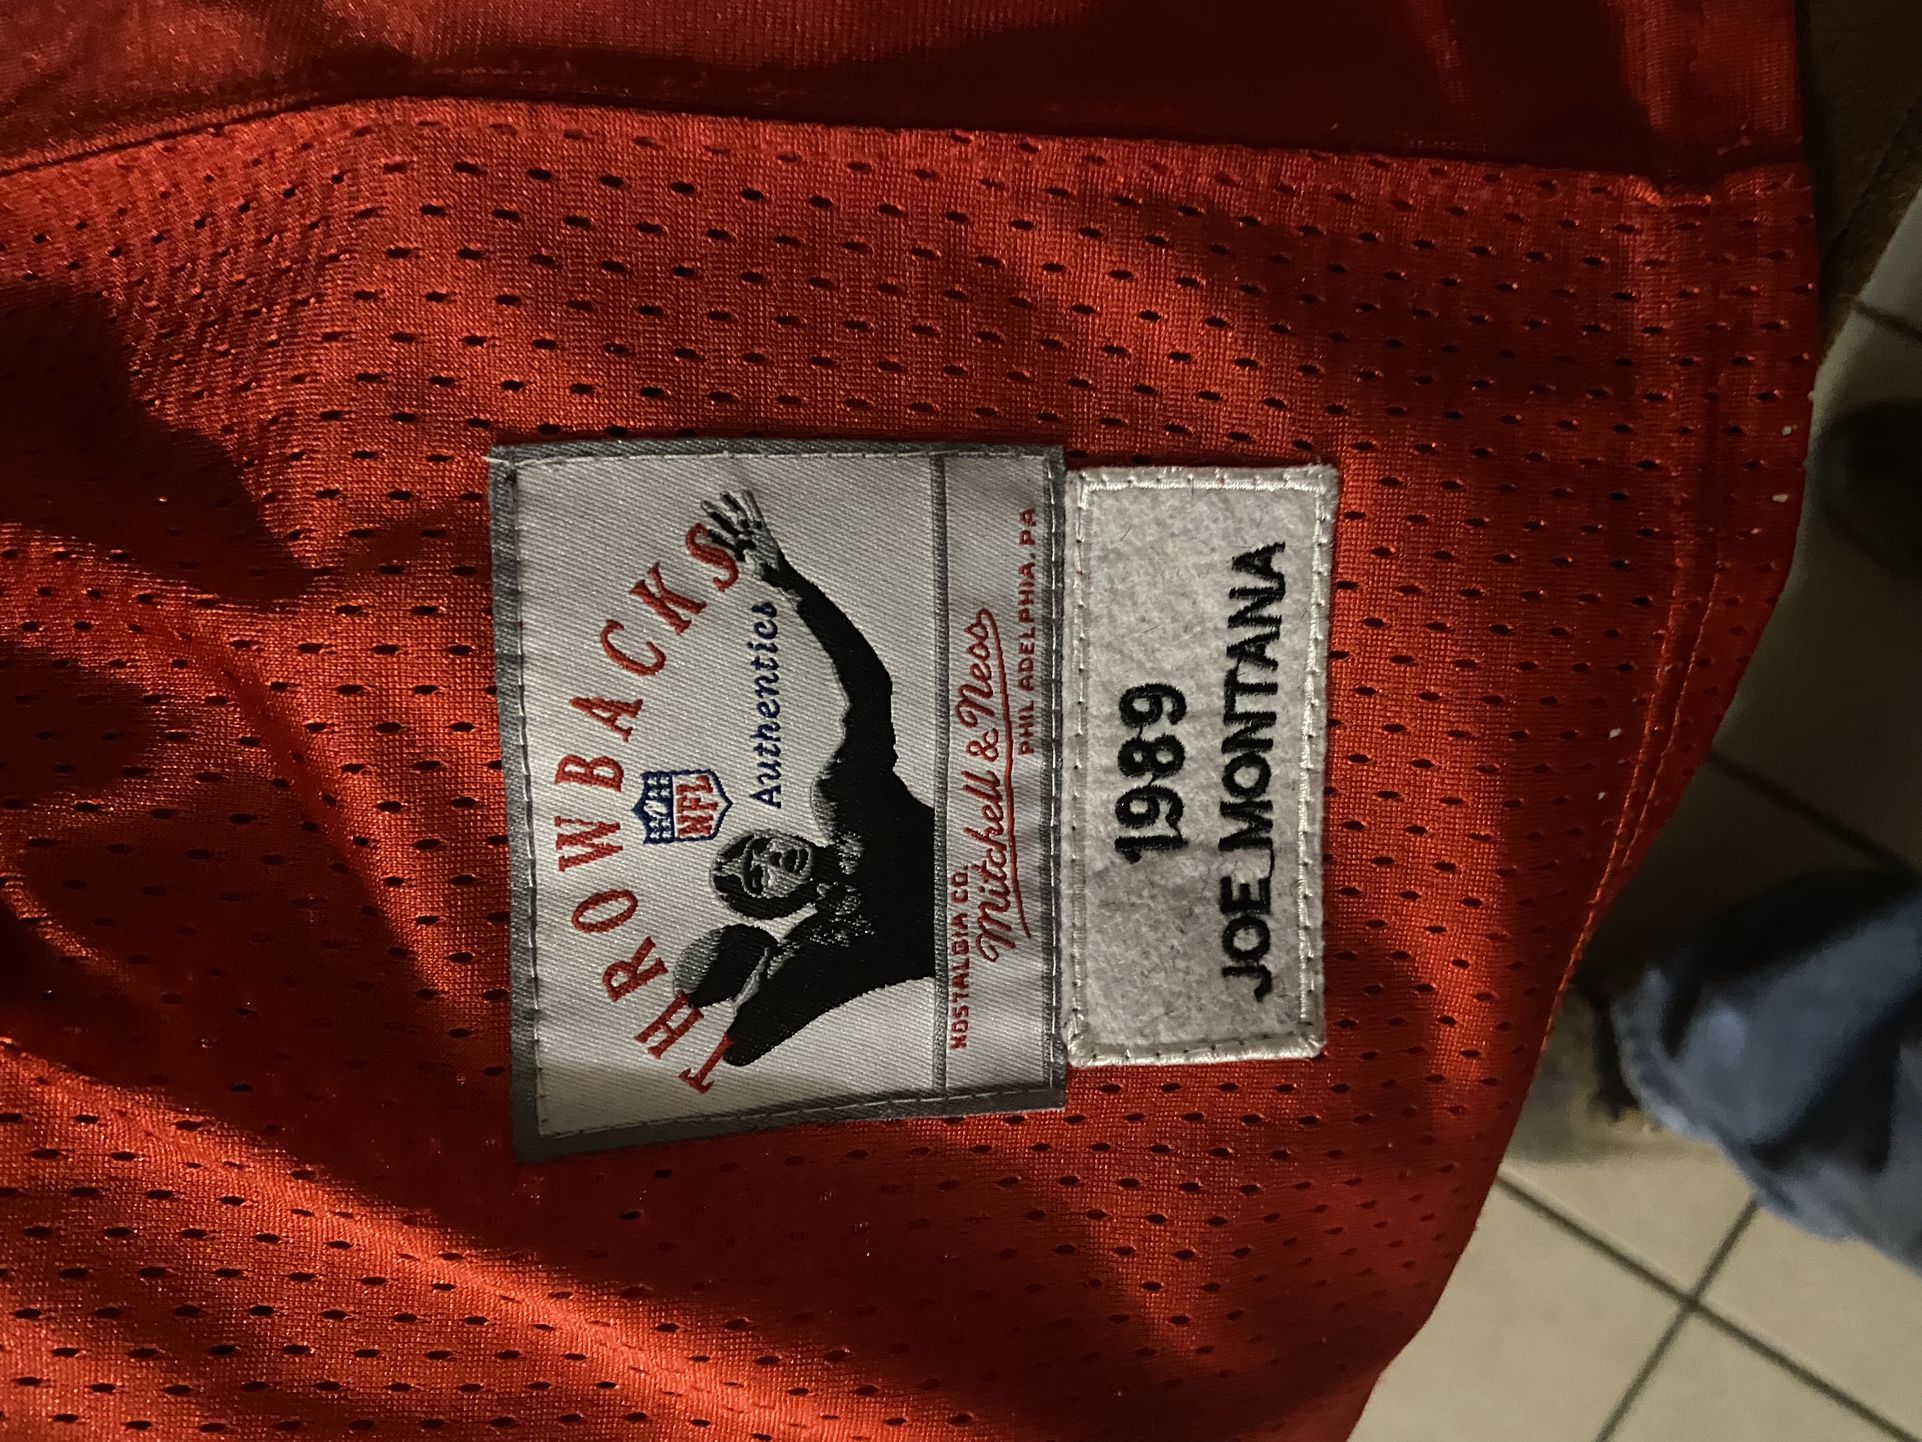 THROWBACKS
NFL
Authentics
NOSTALGIA CO.
Mitchell & Ness
PHILADELPHIA, PA
1989
JOE MONTANA